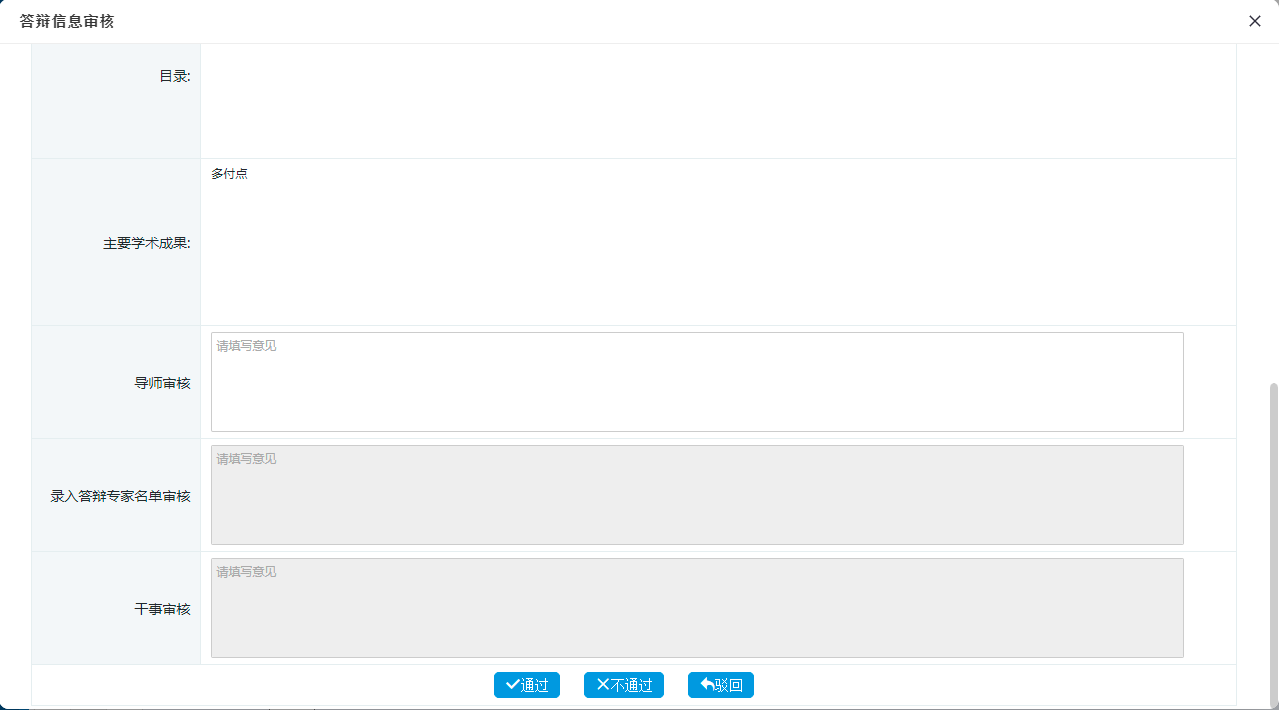 答辩信息审核
目录:
主要学术成果:
多付点
导师审核
请填写意见
录入答辩专家名单审核
请填写意见
干事审核
请填写意见
通过
不通过
驳回